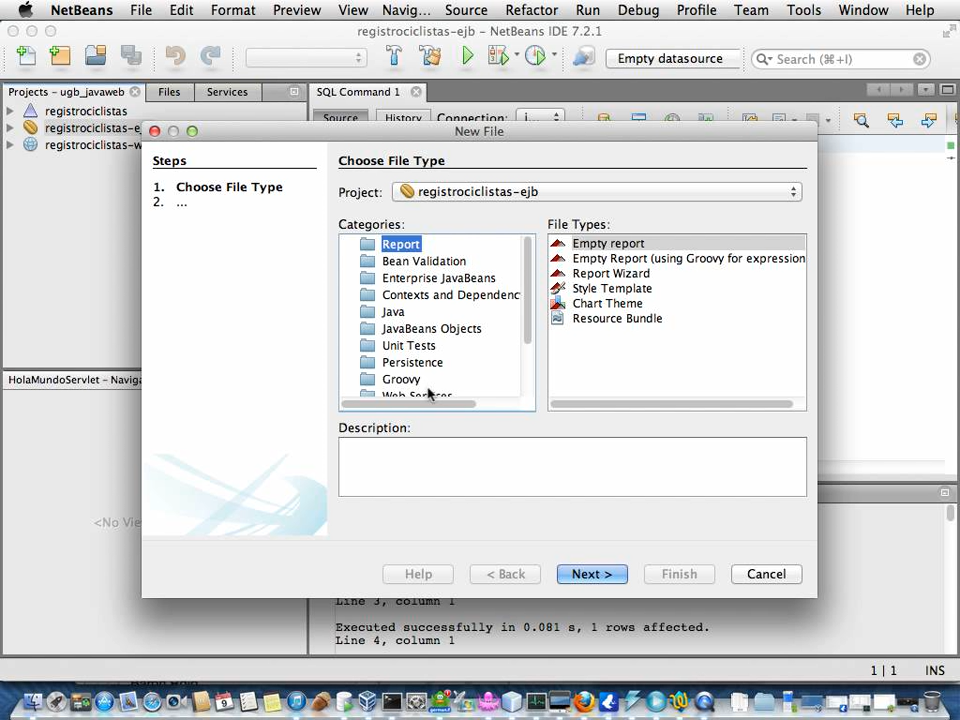 NetBeans File Edit Format Preview View Navig... Source Refactor Run Debug Profile Team Tools Window Help
registrociclistas-ejb - NetBeans IDE 7.2.1
Empty datasource
Search (⌘+I)
Projects - ugb_javaweb Files Services
SQL Command 1
registrociclistas
Source History Connection:
registrociclistas-e
registrociclistas-w
New File
Steps
1. Choose File Type
2. ...
Choose File Type
Project: registrociclistas-ejb
Categories:
File Types:
Report
Bean Validation
Enterprise JavaBeans
Contexts and Dependenc
Java
JavaBeans Objects
Unit Tests
Persistence
Groovy
Web Services
Empty report
Empty Report (using Groovy for expression
Report Wizard
Style Template
Chart Theme
Resource Bundle
HolaMundoServlet - Naviga
Description:
<No Vie
Help < Back Next > Finish Cancel
Line 3, column 1
Executed successfully in 0.081 s, 1 rows affected.
Line 4, column 1
1 | 1 INS